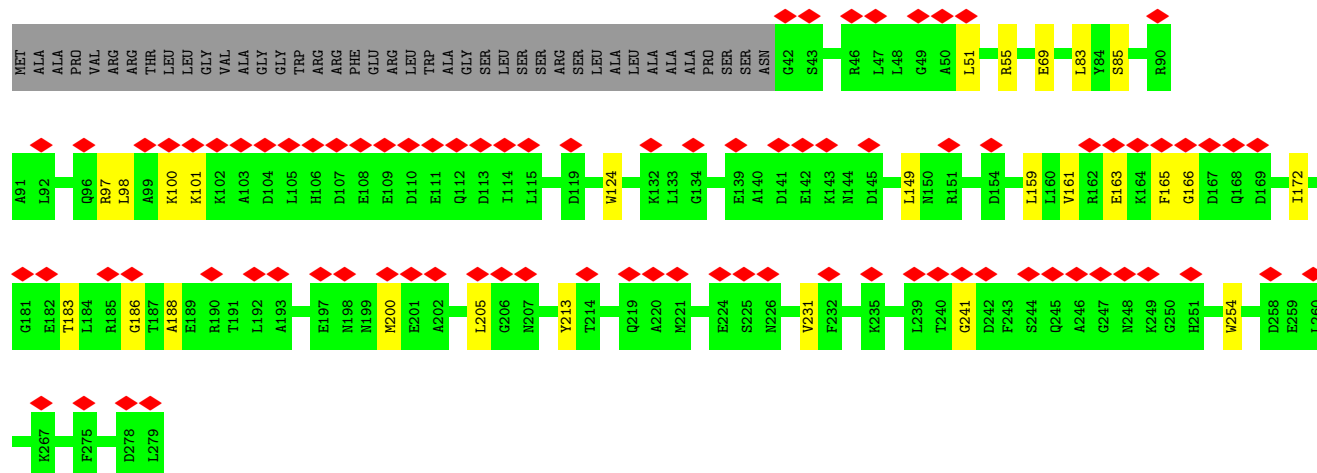 MET ALA ALA PRO VAL ARG ARG THR LEU LEU GLY VAL ALA GLY GLY TRP ARG ARG PHE GLU ARG LEU TRP ALA GLY SER LEU SER SER ARG SER LEU ALA LEU ALA ALA ALA PRO SER SER ASN G42 S43 R46 L47 L48 G49 A50 L51 R55 E69 L83 Y84 S85 R90
A91 L92 Q96 R97 L98 A99 K100 K101 K102 A103 D104 L105 H106 D107 E108 E109 D110 E111 Q112 D113 I114 L115 D119 W124 K132 L133 G134 E139 A140 D141 E142 K143 N144 D145 L149 N150 R151 D154 L159 L160 V161 R162 E163 K164 F165 G166 D167 Q168 D169 I172
G181 E182 T183 L184 R185 G186 T187 A188 E189 R190 T191 L192 A193 E197 N198 N199 M200 E201 A202 L205 G206 N207 Y213 T214 Q219 A220 M221 E224 S225 N226 V231 F232 K235 L239 T240 G241 D242 F243 S244 Q245 A246 G247 N248 K249 G250 H251 W254 D258 E259 L260
K267 F275 D278 L279